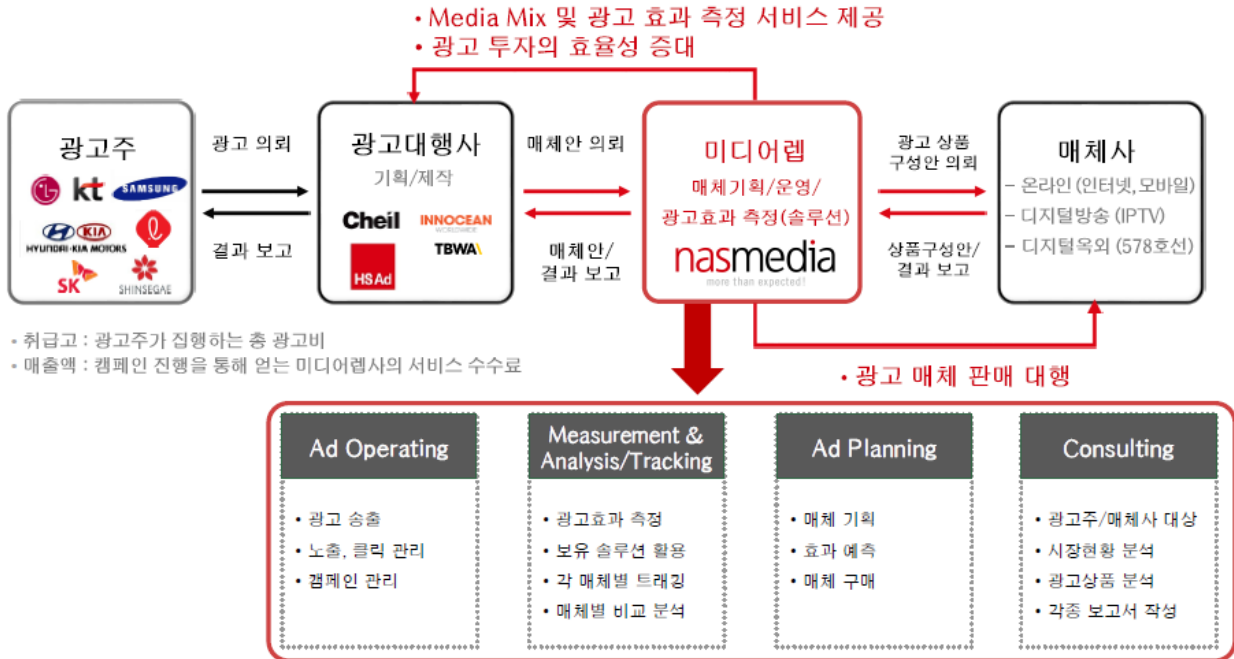 • Media Mix 및 광고 효과 측정 서비스 제공
• 광고 투자의 효율성 증대
광고주
LG
kt
SAMSUNG
HYUNDAI·KIA MOTORS
KIA
SK
SHINSEGAE
광고 의뢰
결과 보고
광고대행사
기획/제작
Cheil
INNOCEAN
WORLDWIDE
HS Ad
TBWA\
매체안 의뢰
매체안/
결과 보고
미디어렙
매체기획/운영/
광고효과 측정(솔루션)
nasmedia
more than expected!
광고 상품
구성안 의뢰
상품구성안/
결과 보고
매체사
– 온라인 (인터넷, 모바일)
– 디지털방송 (IPTV)
– 디지털옥외 (578호선)
• 취급고 : 광고주가 집행하는 총 광고비
• 매출액 : 캠페인 진행을 통해 얻는 미디어렙사의 서비스 수수료
• 광고 매체 판매 대행
Ad Operating
• 광고 송출
• 노출, 클릭 관리
• 캠페인 관리
Measurement &
Analysis/Tracking
• 광고효과 측정
• 보유 솔루션 활용
• 각 매체별 트래킹
• 매체별 비교 분석
Ad Planning
• 매체 기획
• 효과 예측
• 매체 구매
Consulting
• 광고주/매체사 대상
• 시장현황 분석
• 광고상품 분석
• 각종 보고서 작성